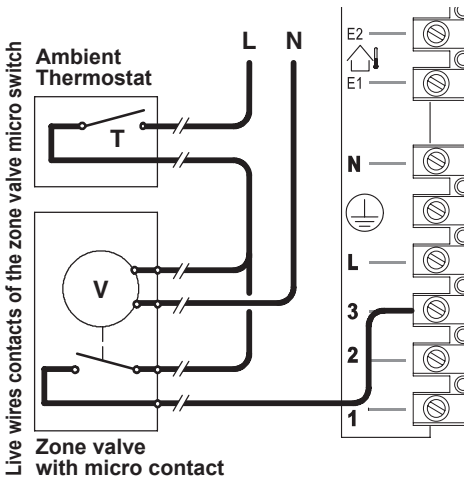 Live wires contacts of the zone valve micro switch
Ambient
Thermostat
T
L N
V
Zone valve
with micro contact
E2
E1
N
L
3
2
1